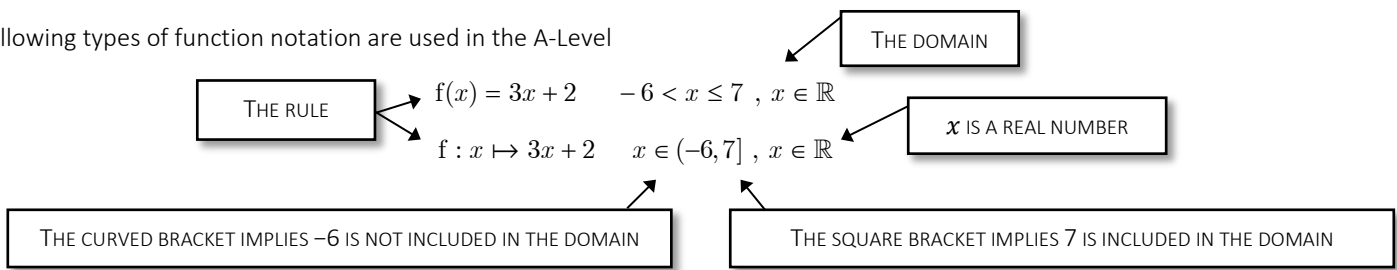 llowing types of function notation are used in the A-Level
THE DOMAIN
THE RULE
f(x) = 3x + 2   − 6 < x ≤ 7 , x ∈ ℝ
x IS A REAL NUMBER
f : x ↦ 3x + 2   x ∈ (−6,7] , x ∈ ℝ
THE CURVED BRACKET IMPLIES −6 IS NOT INCLUDED IN THE DOMAIN
THE SQUARE BRACKET IMPLIES 7 IS INCLUDED IN THE DOMAIN